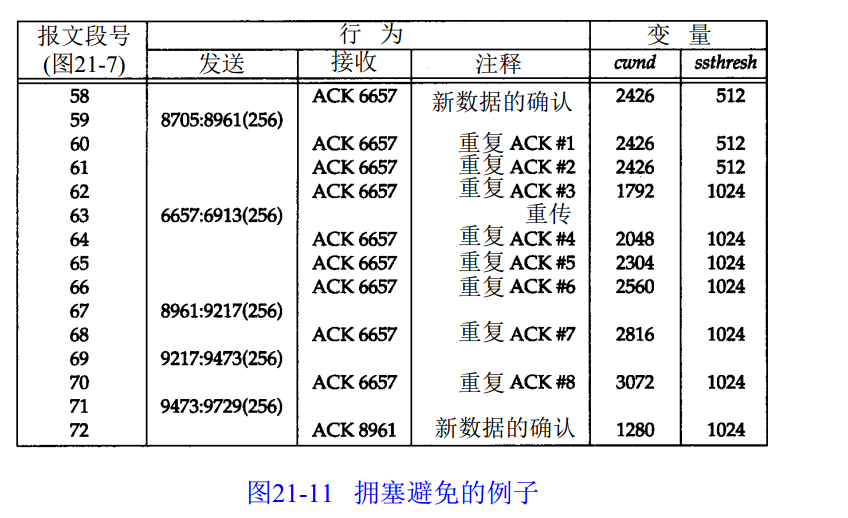 报文段号 行 为 变 量
(图21-7) 发送 接收 注释 cwnd ssthresh
58 ACK 6657 新数据的确认 2426 512
59 8705:8961(256)
60 ACK 6657 重复 ACK #1 2426 512
61 ACK 6657 重复 ACK #2 2426 512
62 ACK 6657 重复 ACK #3 1792 1024
63 6657:6913(256) 重传
64 ACK 6657 重复 ACK #4 2048 1024
65 ACK 6657 重复 ACK #5 2304 1024
66 ACK 6657 重复 ACK #6 2560 1024
67 8961:9217(256)
68 ACK 6657 重复 ACK #7 2816 1024
69 9217:9473(256)
70 ACK 6657 重复 ACK #8 3072 1024
71 9473:9729(256)
72 ACK 8961 新数据的确认 1280 1024
图21-11 拥塞避免的例子